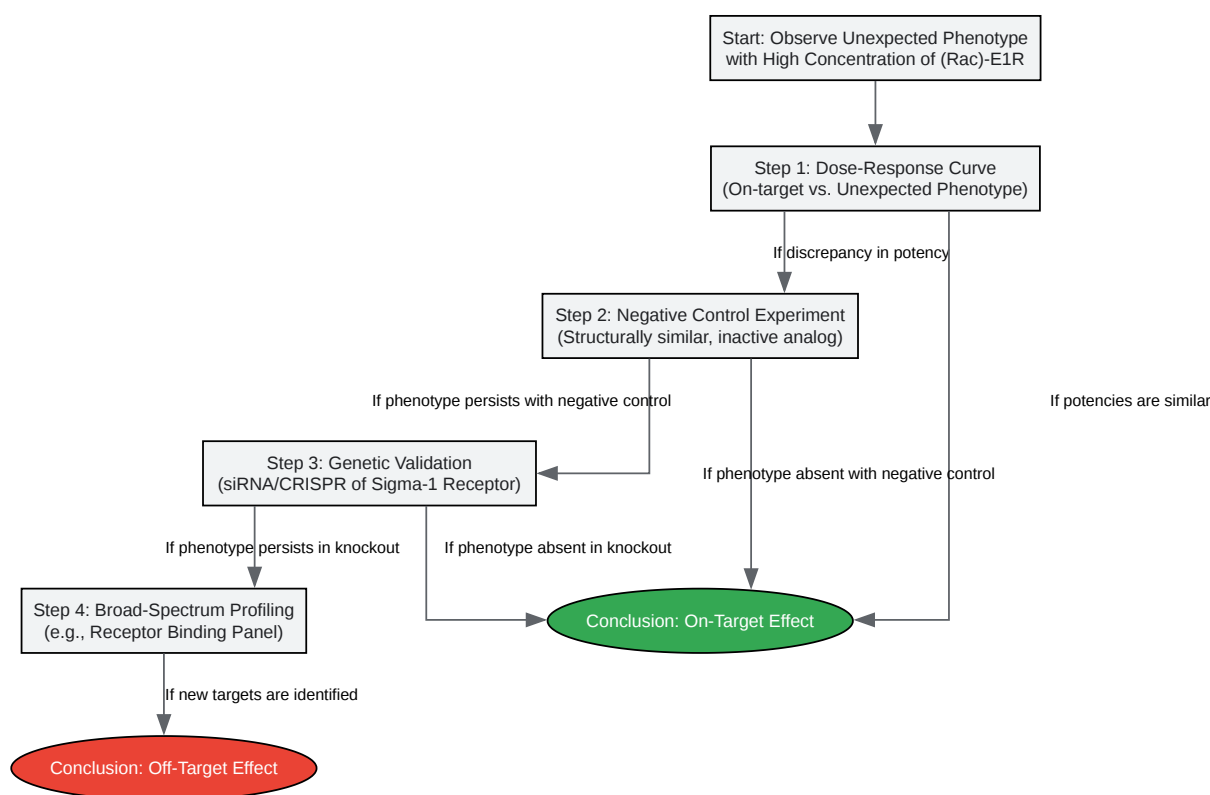 Start: Observe Unexpected Phenotype
with High Concentration of (Rac)-E1R
Step 1: Dose-Response Curve
(On-target vs. Unexpected Phenotype)
If discrepancy in potency
Step 2: Negative Control Experiment
(Structurally similar, inactive analog)
If phenotype persists with negative control
If potencies are similar
Step 3: Genetic Validation
(siRNA/CRISPR of Sigma-1 Receptor)
If phenotype absent with negative control
If phenotype persists in knockout
If phenotype absent in knockout
Step 4: Broad-Spectrum Profiling
(e.g., Receptor Binding Panel)
Conclusion: On-Target Effect
If new targets are identified
Conclusion: Off-Target Effect